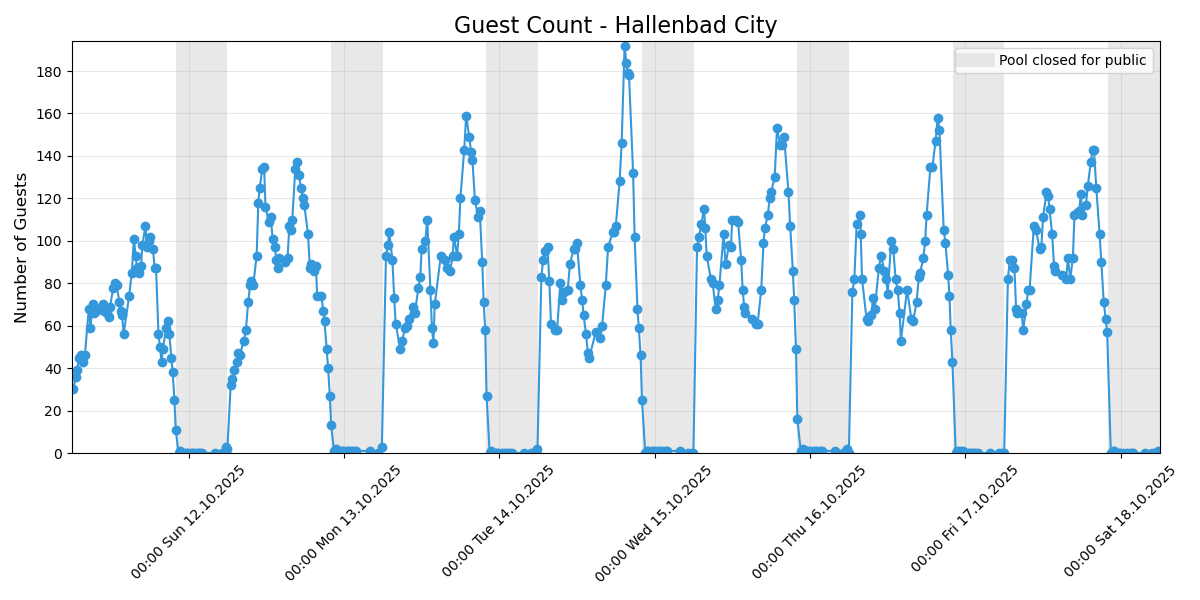 Guest Count - Hallenbad City
Pool closed for public
Number of Guests
180
160
140
120
100
80
60
40
20
0
00:00 Sun 12.10.2025
00:00 Mon 13.10.2025
00:00 Tue 14.10.2025
00:00 Wed 15.10.2025
00:00 Thu 16.10.2025
00:00 Fri 17.10.2025
00:00 Sat 18.10.2025